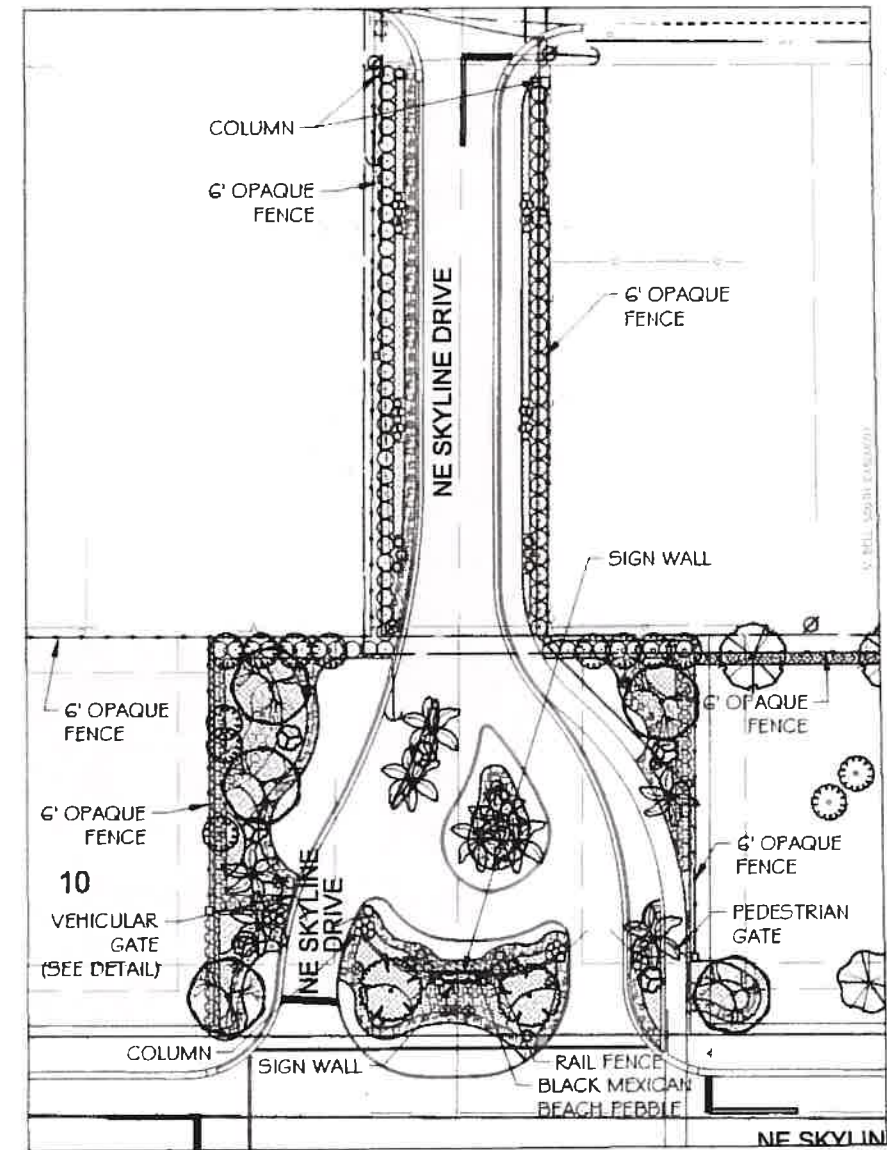 COLUMN
6' OPAQUE
FENCE
NE SKYLINE DRIVE
6' OPAQUE
FENCE
SIGN WALL
6' OPAQUE
FENCE
6' OPAQUE
FENCE
6' OPAQUE
FENCE
6' OPAQUE
FENCE
10
VEHICULAR
GATE
(SEE DETAIL)
NE SKYLINE
DRIVE
PEDESTRIAN
GATE
COLUMN
SIGN WALL
RAIL FENCE
BLACK MEXICAN
BEACH PEBBLE
NE SKYLIN